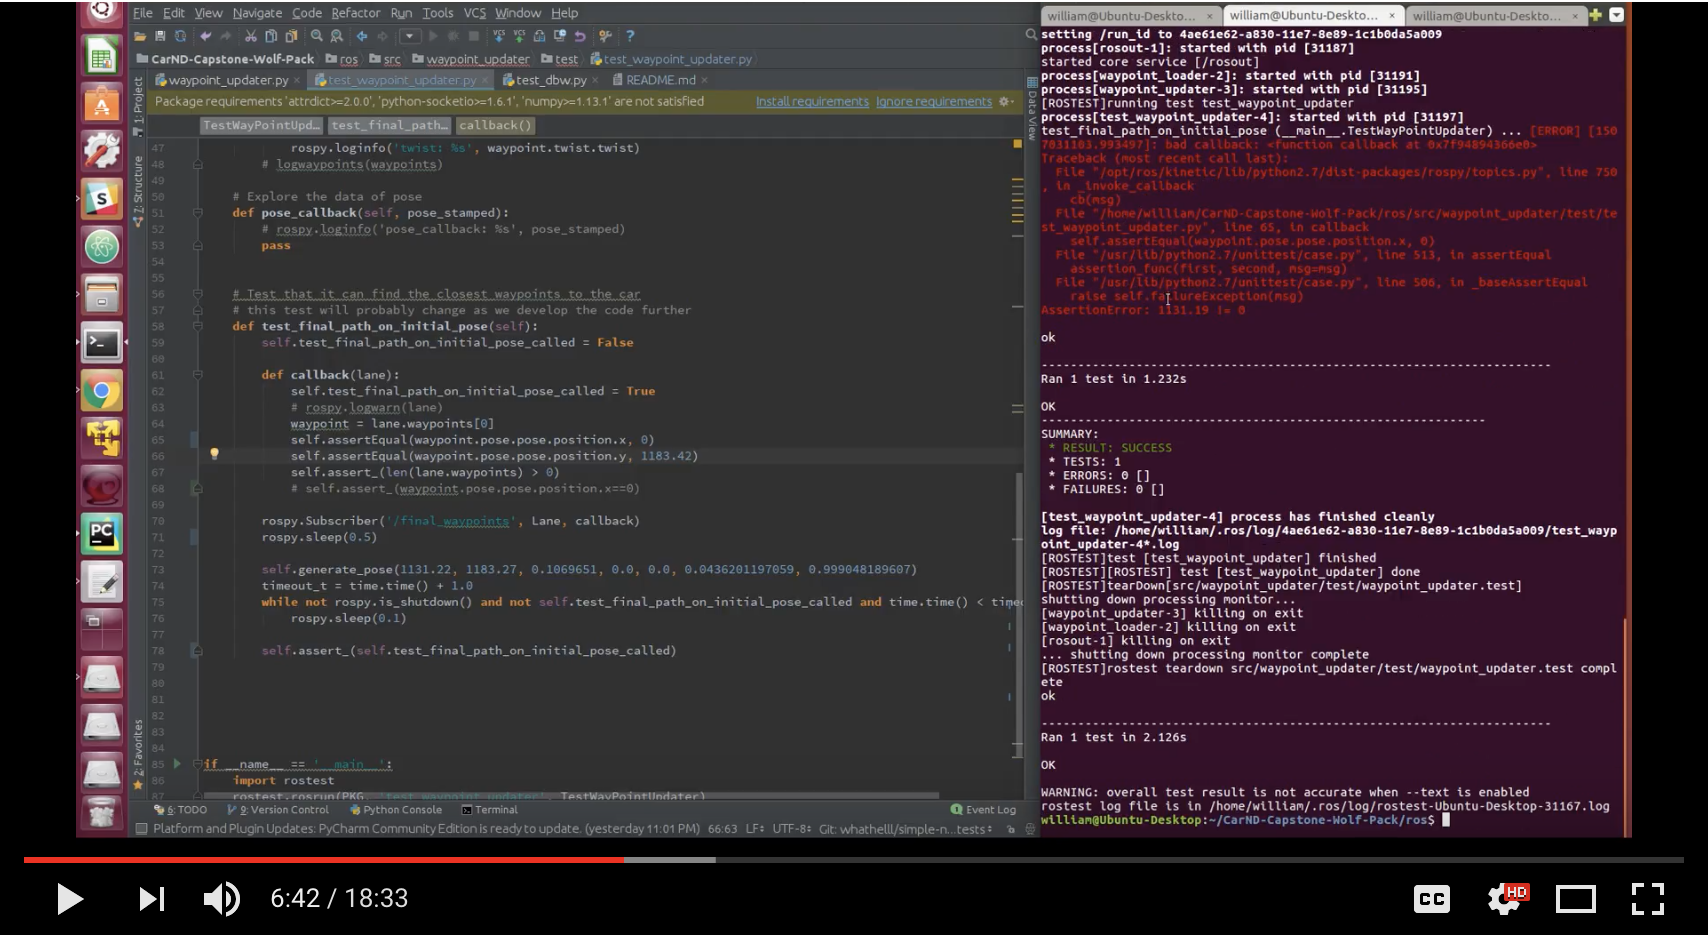 File Edit View Navigate Code Refactor Run Tools VCS Window Help
CarND-Capstone-Wolf-Pack ros src waypoint_updater test test_waypoint_updater.py
waypoint_updater.py × test_waypoint_updater.py × test_dbw.py × README.md ×
Package requirements 'attrdict>=2.0.0', 'python-socketio>=1.6.1', 'numpy>=1.13.1' are not satisfied Install requirements Ignore requirements
TestWayPointUpd... test_final_path... callback()
1: Project
7: Structure
2: Favorites
Data View
47 rospy.loginfo('twist: %s', waypoint.twist.twist)
48 # logwaypoints(waypoints)
49
50 # Explore the data of pose
51 def pose_callback(self, pose_stamped):
52 # rospy.loginfo('pose_callback: %s', pose_stamped)
53 pass
54
55
56 # Test that it can find the closest waypoints to the car
57 # this test will probably change as we develop the code further
58 def test_final_path_on_initial_pose(self):
59 self.test_final_path_on_initial_pose_called = False
60
61 def callback(lane):
62 self.test_final_path_on_initial_pose_called = True
63 # rospy.logwarn(lane)
64 waypoint = lane.waypoints[0]
65 self.assertEqual(waypoint.pose.pose.position.x, 0)
66 self.assertEqual(waypoint.pose.pose.position.y, 1183.42)
67 self.assert_(len(lane.waypoints) > 0)
68 # self.assert_(waypoint.pose.pose.position.x==0)
69
70 rospy.Subscriber('/final_waypoints', Lane, callback)
71 rospy.sleep(0.5)
72
73 self.generate_pose(1131.22, 1183.27, 0.1069651, 0.0, 0.0, 0.0436201197059, 0.999048189607)
74 timeout_t = time.time() + 1.0
75 while not rospy.is_shutdown() and not self.test_final_path_on_initial_pose_called and time.time() < timeo
76 rospy.sleep(0.1)
77
78 self.assert_(self.test_final_path_on_initial_pose_called)
79
80
81
82
83
84
85 if __name__ == '__main__':
86 import rostest
87 rostest.rosrun(PKG, 'test_waypoint_updater', TestWayPointUpdater)
6: TODO 9: Version Control Python Console Terminal Event Log
Platform and Plugin Updates: PyCharm Community Edition is ready to update. (yesterday 11:01 PM) 66:63 LF÷ UTF-8÷ Git: whathelll/simple-n...tests÷
william@Ubuntu-Deskto... × william@Ubuntu-Deskto... × william@Ubuntu-Deskto... ×
setting /run_id to 4ae61e62-a830-11e7-8e89-1c1b0da5a009
process[rosout-1]: started with pid [31187]
started core service [/rosout]
process[waypoint_loader-2]: started with pid [31191]
process[waypoint_updater-3]: started with pid [31195]
[ROSTEST]running test test_waypoint_updater
process[test_waypoint_updater-4]: started with pid [31197]
test_final_path_on_initial_pose (__main__.TestWayPointUpdater) ... [ERROR] [150
7031103.993497]: bad callback: <function callback at 0x7f94894366e0>
Traceback (most recent call last):
File "/opt/ros/kinetic/lib/python2.7/dist-packages/rospy/topics.py", line 750
, in _invoke_callback
cb(msg)
File "/home/william/CarND-Capstone-Wolf-Pack/ros/src/waypoint_updater/test/te
st_waypoint_updater.py", line 65, in callback
self.assertEqual(waypoint.pose.pose.position.x, 0)
File "/usr/lib/python2.7/unittest/case.py", line 513, in assertEqual
assertion_func(first, second, msg=msg)
File "/usr/lib/python2.7/unittest/case.py", line 506, in _baseAssertEqual
raise self.failureException(msg)
AssertionError: 1131.19 != 0
ok
----------------------------------------------------------------------
Ran 1 test in 1.232s
OK
-------------------------------------------------------------
SUMMARY:
* RESULT: SUCCESS
* TESTS: 1
* ERRORS: 0 []
* FAILURES: 0 []
[test_waypoint_updater-4] process has finished cleanly
log file: /home/william/.ros/log/4ae61e62-a830-11e7-8e89-1c1b0da5a009/test_wayp
oint_updater-4*.log
[ROSTEST]test [test_waypoint_updater] finished
[ROSTEST][ROSTEST] test [test_waypoint_updater] done
[ROSTEST]tearDown[src/waypoint_updater/test/waypoint_updater.test]
shutting down processing monitor...
[waypoint_updater-3] killing on exit
[waypoint_loader-2] killing on exit
[rosout-1] killing on exit
... shutting down processing monitor complete
[ROSTEST]rostest teardown src/waypoint_updater/test/waypoint_updater.test compl
ete
ok
----------------------------------------------------------------------
Ran 1 test in 2.126s
OK
WARNING: overall test result is not accurate when --text is enabled
rostest log file is in /home/william/.ros/log/rostest-Ubuntu-Desktop-31167.log
william@Ubuntu-Desktop:~/CarND-Capstone-Wolf-Pack/ros$
6:42 / 18:33
CC
HD
PC